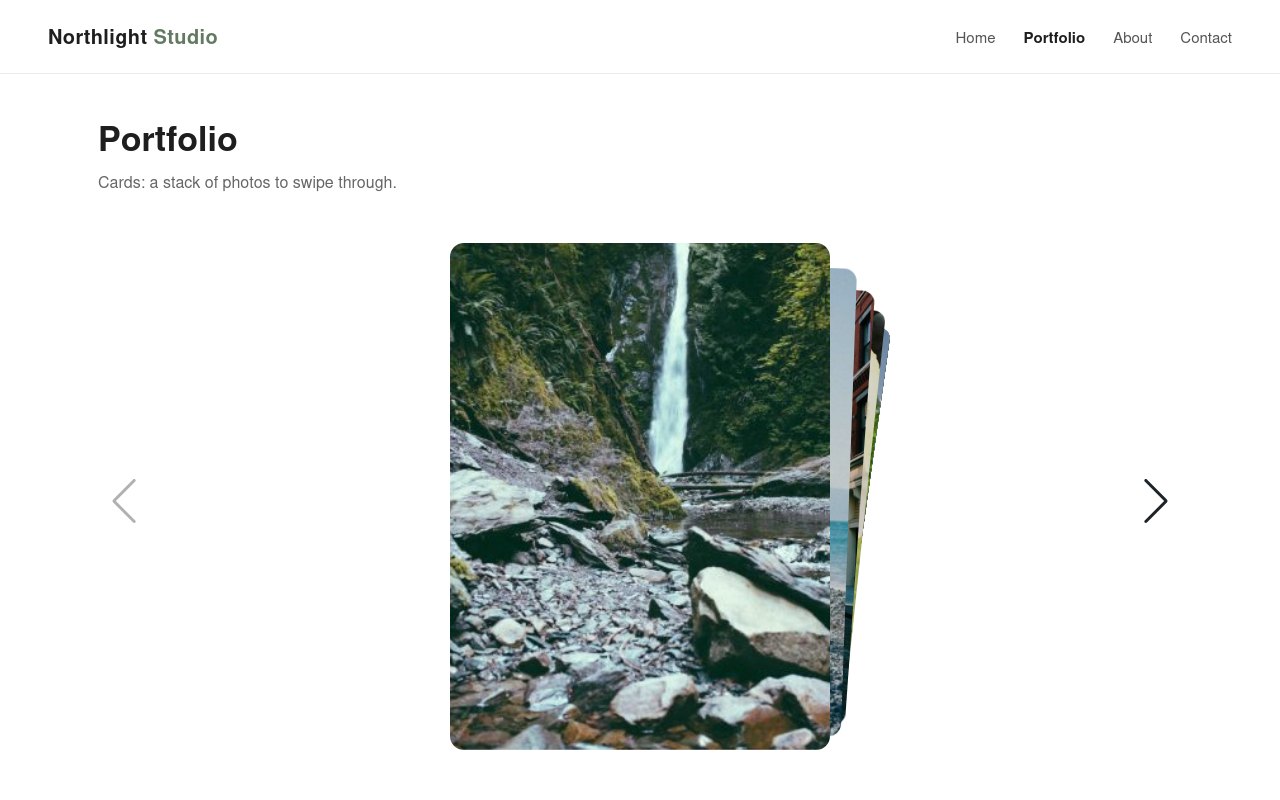 Northlight Studio
Home Portfolio About Contact
Portfolio
Cards: a stack of photos to swipe through.